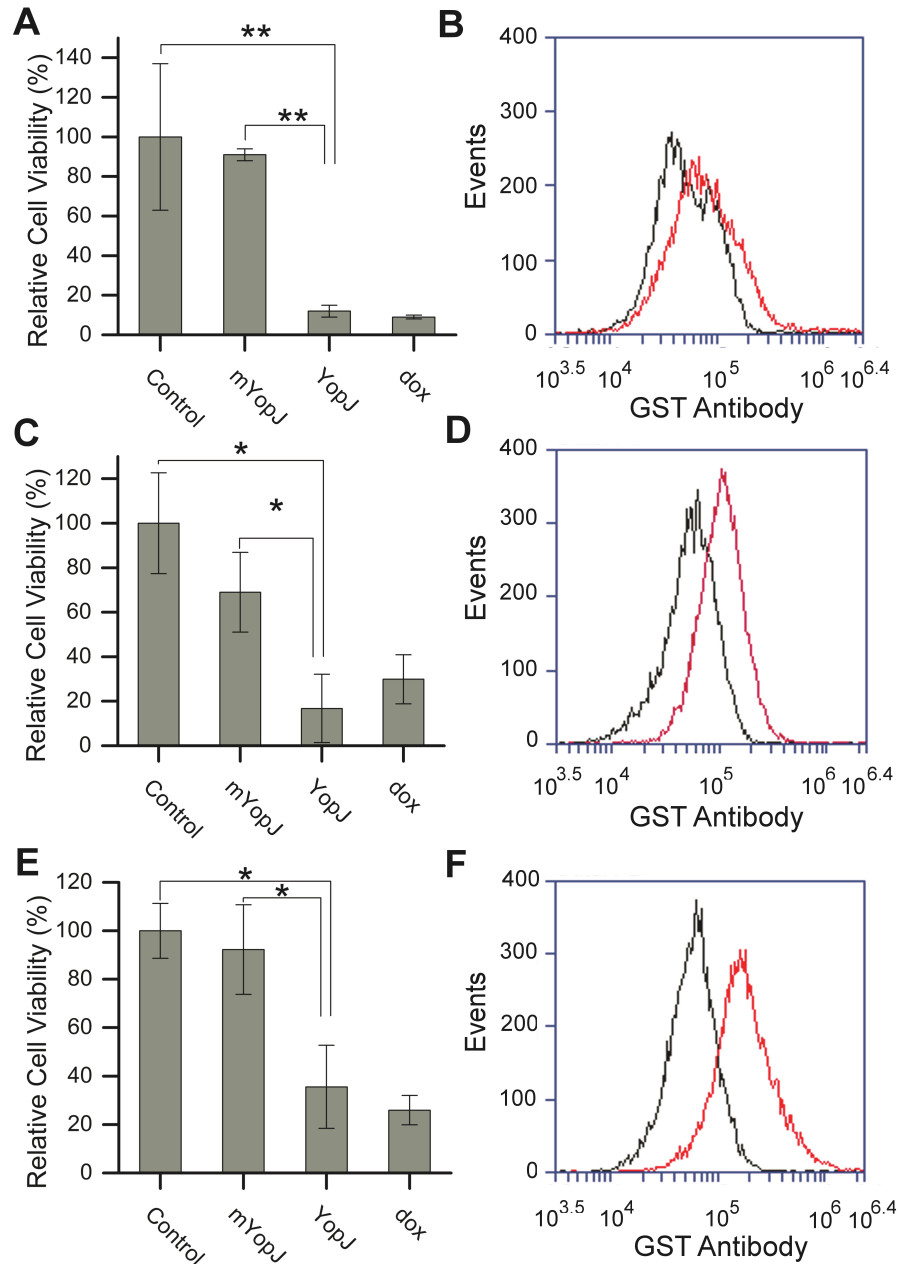 A
Relative Cell Viability (%)
140
120
100
80
60
40
20
0
**
**
Control
mYopJ
YopJ
dox
B
Events
400
300
200
100
0
10^3.5 10^4 10^5 10^6 10^6.4
GST Antibody
C
Relative Cell Viability (%)
120
100
80
60
40
20
0
*
*
Control
mYopJ
YopJ
dox
D
Events
400
300
200
100
0
10^3.5 10^4 10^5 10^6 10^6.4
GST Antibody
E
Relative Cell Viability (%)
120
100
80
60
40
20
0
*
*
Control
mYopJ
YopJ
dox
F
Events
400
300
200
100
0
10^3.5 10^4 10^5 10^6 10^6.4
GST Antibody